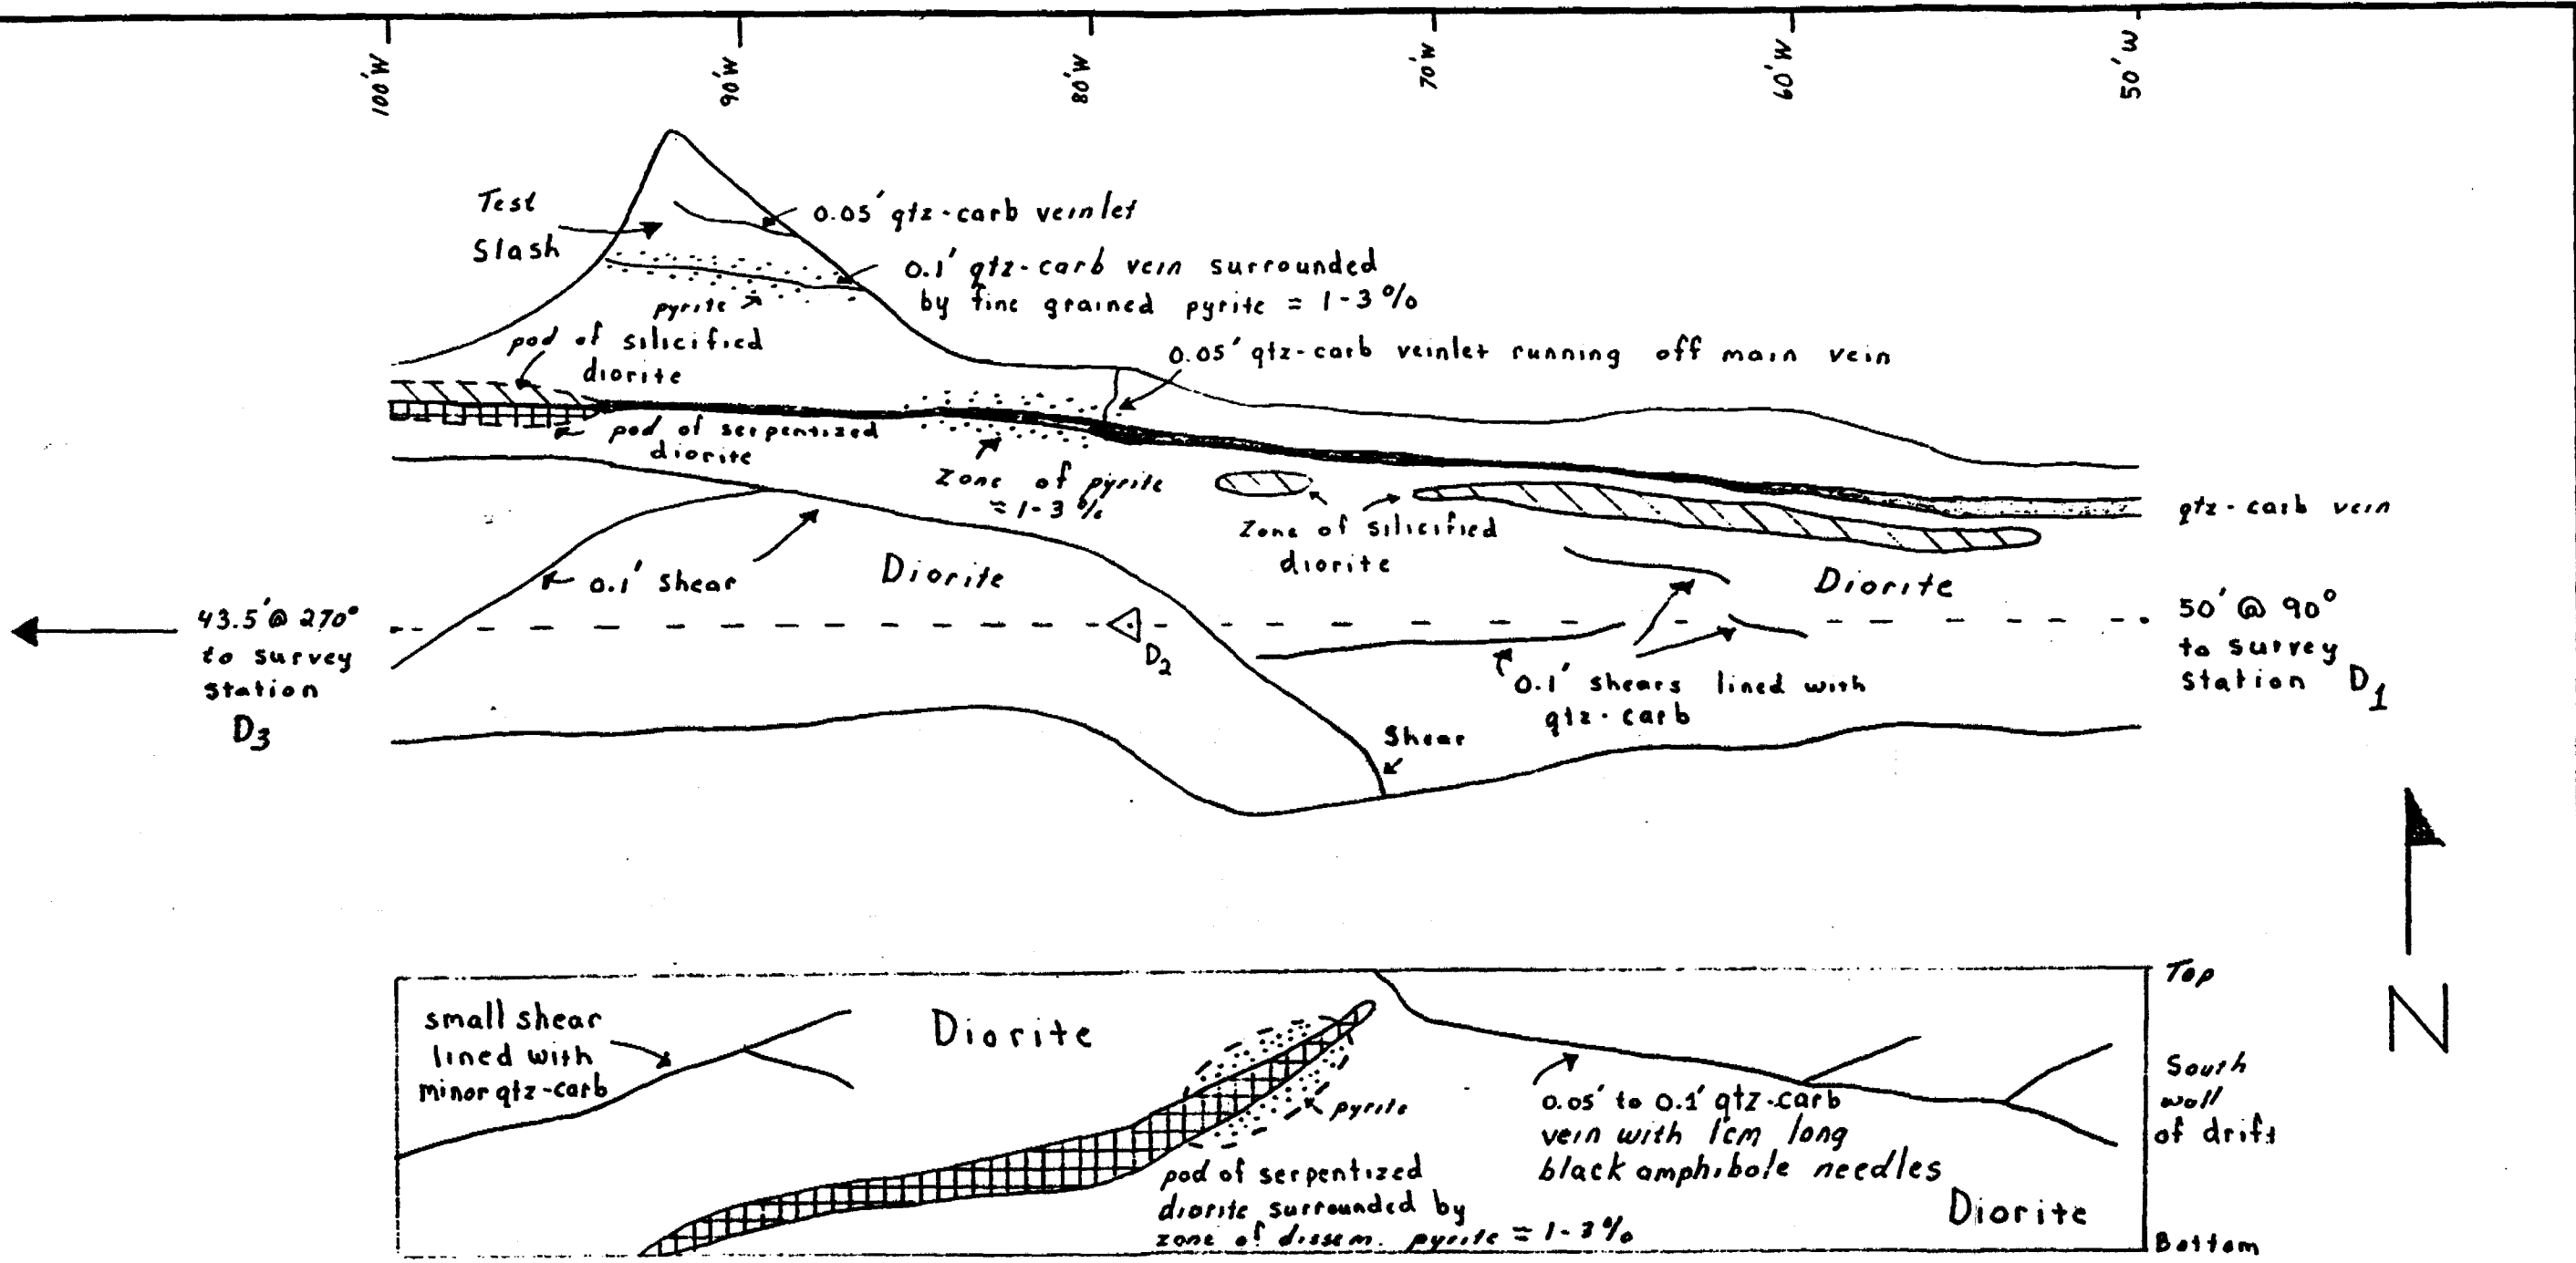 100'W
90'W
80'W
70'W
60'W
50'W
Test
Slash
0.05' qtz-carb veinlet
0.1' qtz-carb vein surrounded
by fine grained pyrite = 1-3%
pyrite
pod of silicified
diorite
0.05' qtz-carb veinlet running off main vein
pod of serpentized
diorite
Zone of pyrite
= 1-3%
Zone of silicified
diorite
qtz-carb vein
0.1' shear
Diorite
Diorite
43.5' @ 270°
to survey
station
D3
D2
50' @ 90°
to survey
station D1
0.1' shears lined with
qtz-carb
Shear
N
Top
small shear
lined with
minor qtz-carb
Diorite
pyrite
0.05' to 0.1' qtz-carb
vein with 1cm long
black amphibole needles
South
wall
of drift
pod of serpentized
diorite surrounded by
zone of dissem. pyrite = 1-3%
Diorite
Bottom